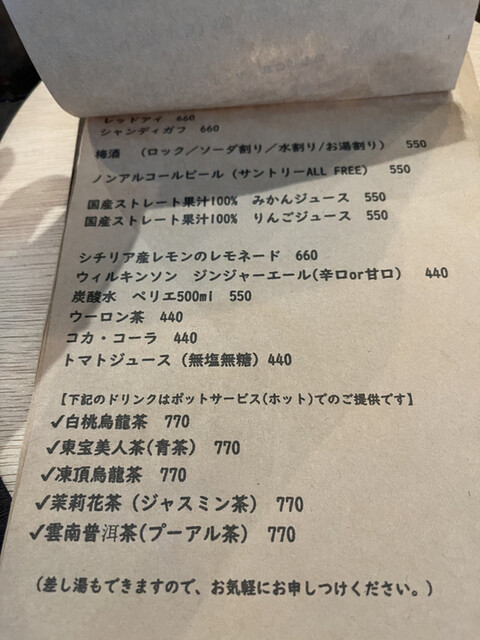 レッドアイ 660
シャンディガフ 660
梅酒 （ロック／ソーダ割り／水割り/お湯割り） 550
ノンアルコールビール（サントリーALL FREE） 550
国産ストレート果汁100% みかんジュース 550
国産ストレート果汁100% りんごジュース 550
シチリア産レモンのレモネード 660
ウィルキンソン ジンジャーエール(辛口or甘口) 440
炭酸水 ペリエ500ml 550
ウーロン茶 440
コカ・コーラ 440
トマトジュース（無塩無糖）440
【下記のドリンクはポットサービス(ホット)でのご提供です】
✓白桃烏龍茶 770
✓東宝美人茶(青茶) 770
✓凍頂烏龍茶 770
✓茉莉花茶（ジャスミン茶） 770
✓雲南普洱茶(プーアル茶) 770
（差し湯もできますので、お気軽にお申しつけください。）